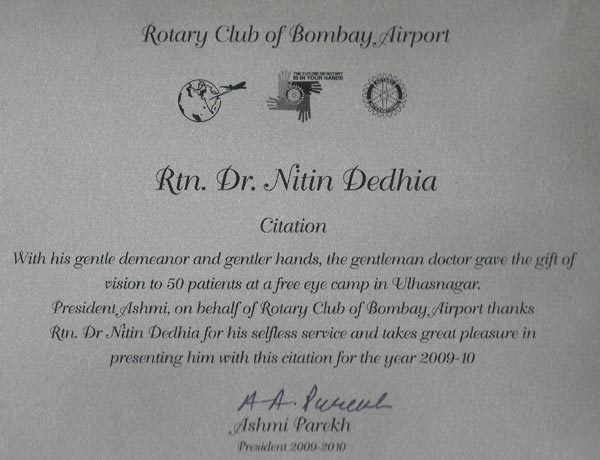 Rotary Club of Bombay Airport
THE FUTURE OF ROTARY
IS IN YOUR HANDS
Rtn. Dr. Nitin Dedhia
Citation
With his gentle demeanor and gentler hands, the gentleman doctor gave the gift of
vision to 50 patients at a free eye camp in Ulhasnagar.
President Ashmi, on behalf of Rotary Club of Bombay Airport thanks
Rtn. Dr Nitin Dedhia for his selfless service and takes great pleasure in
presenting him with this citation for the year 2009-10
A. A. Parekh
Ashmi Parekh
President 2009-2010